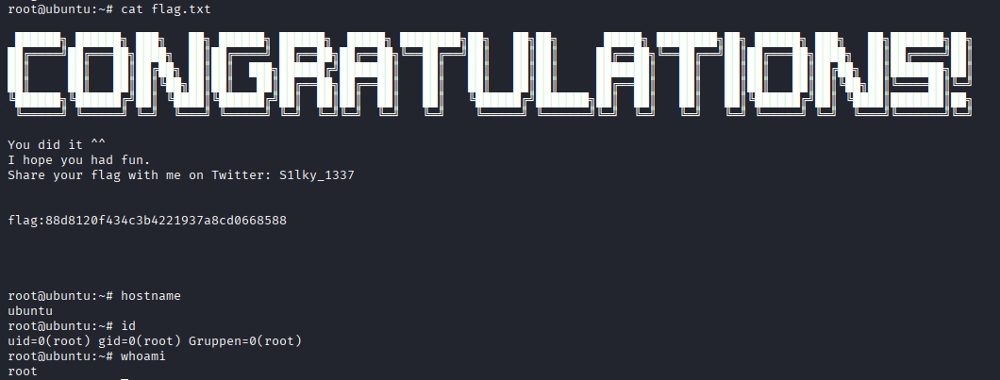 root@ubuntu:~# cat flag.txt
CONGRATULATIONS!
You did it ^^
I hope you had fun.
Share your flag with me on Twitter: S1lky_1337
flag:88d8120f434c3b4221937a8cd0668588
root@ubuntu:~# hostname
ubuntu
root@ubuntu:~# id
uid=0(root) gid=0(root) Gruppen=0(root)
root@ubuntu:~# whoami
root